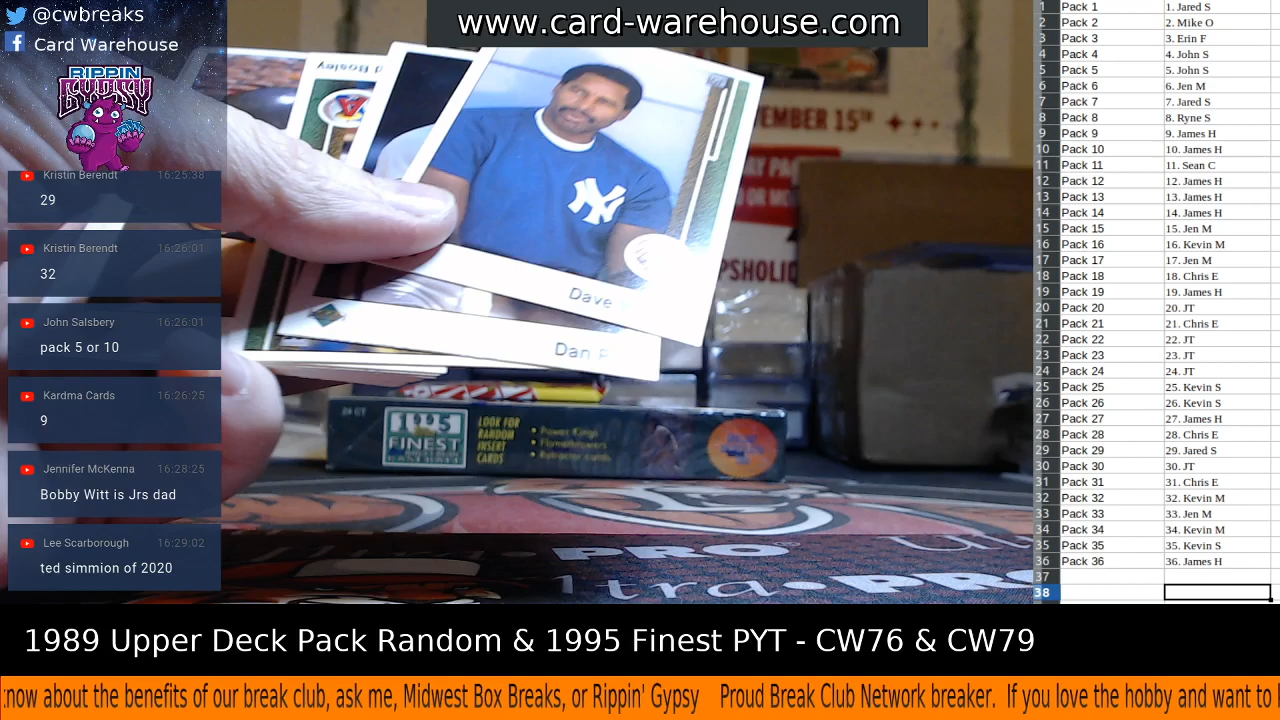 @cwbreaks
Card Warehouse
RIPPIN
GYPSY
Kristin Berendt 16:25:38
29
Kristin Berendt 16:26:01
32
John Salsbery 16:26:01
pack 5 or 10
Kardma Cards 16:26:25
9
Jennifer McKenna 16:28:25
Bobby Witt is Jrs dad
Lee Scarborough 16:29:02
ted simmion of 2020
www.card-warehouse.com
Bosley
Dave
Dan
EMBER 15TH
24 CT
1995
FINEST
LOOK FOR
RANDOM
INSERT
CARDS
• Power Kings
• Flamethrowers
• Refractor cards
PRO
tra•PRO
1 Pack 1 1. Jared S
2 Pack 2 2. Mike O
3 Pack 3 3. Erin F
4 Pack 4 4. John S
5 Pack 5 5. John S
6 Pack 6 6. Jen M
7 Pack 7 7. Jared S
8 Pack 8 8. Ryne S
9 Pack 9 9. James H
10 Pack 10 10. James H
11 Pack 11 11. Sean C
12 Pack 12 12. James H
13 Pack 13 13. James H
14 Pack 14 14. James H
15 Pack 15 15. Jen M
16 Pack 16 16. Kevin M
17 Pack 17 17. Jen M
18 Pack 18 18. Chris E
19 Pack 19 19. James H
20 Pack 20 20. JT
21 Pack 21 21. Chris E
22 Pack 22 22. JT
23 Pack 23 23. JT
24 Pack 24 24. JT
25 Pack 25 25. Kevin S
26 Pack 26 26. Kevin S
27 Pack 27 27. James H
28 Pack 28 28. Chris E
29 Pack 29 29. Jared S
30 Pack 30 30. JT
31 Pack 31 31. Chris E
32 Pack 32 32. Kevin M
33 Pack 33 33. Jen M
34 Pack 34 34. Kevin M
35 Pack 35 35. Kevin S
36 Pack 36 36. James H
37
38
1989 Upper Deck Pack Random & 1995 Finest PYT - CW76 & CW79
know about the benefits of our break club, ask me, Midwest Box Breaks, or Rippin' Gypsy Proud Break Club Network breaker. If you love the hobby and want to